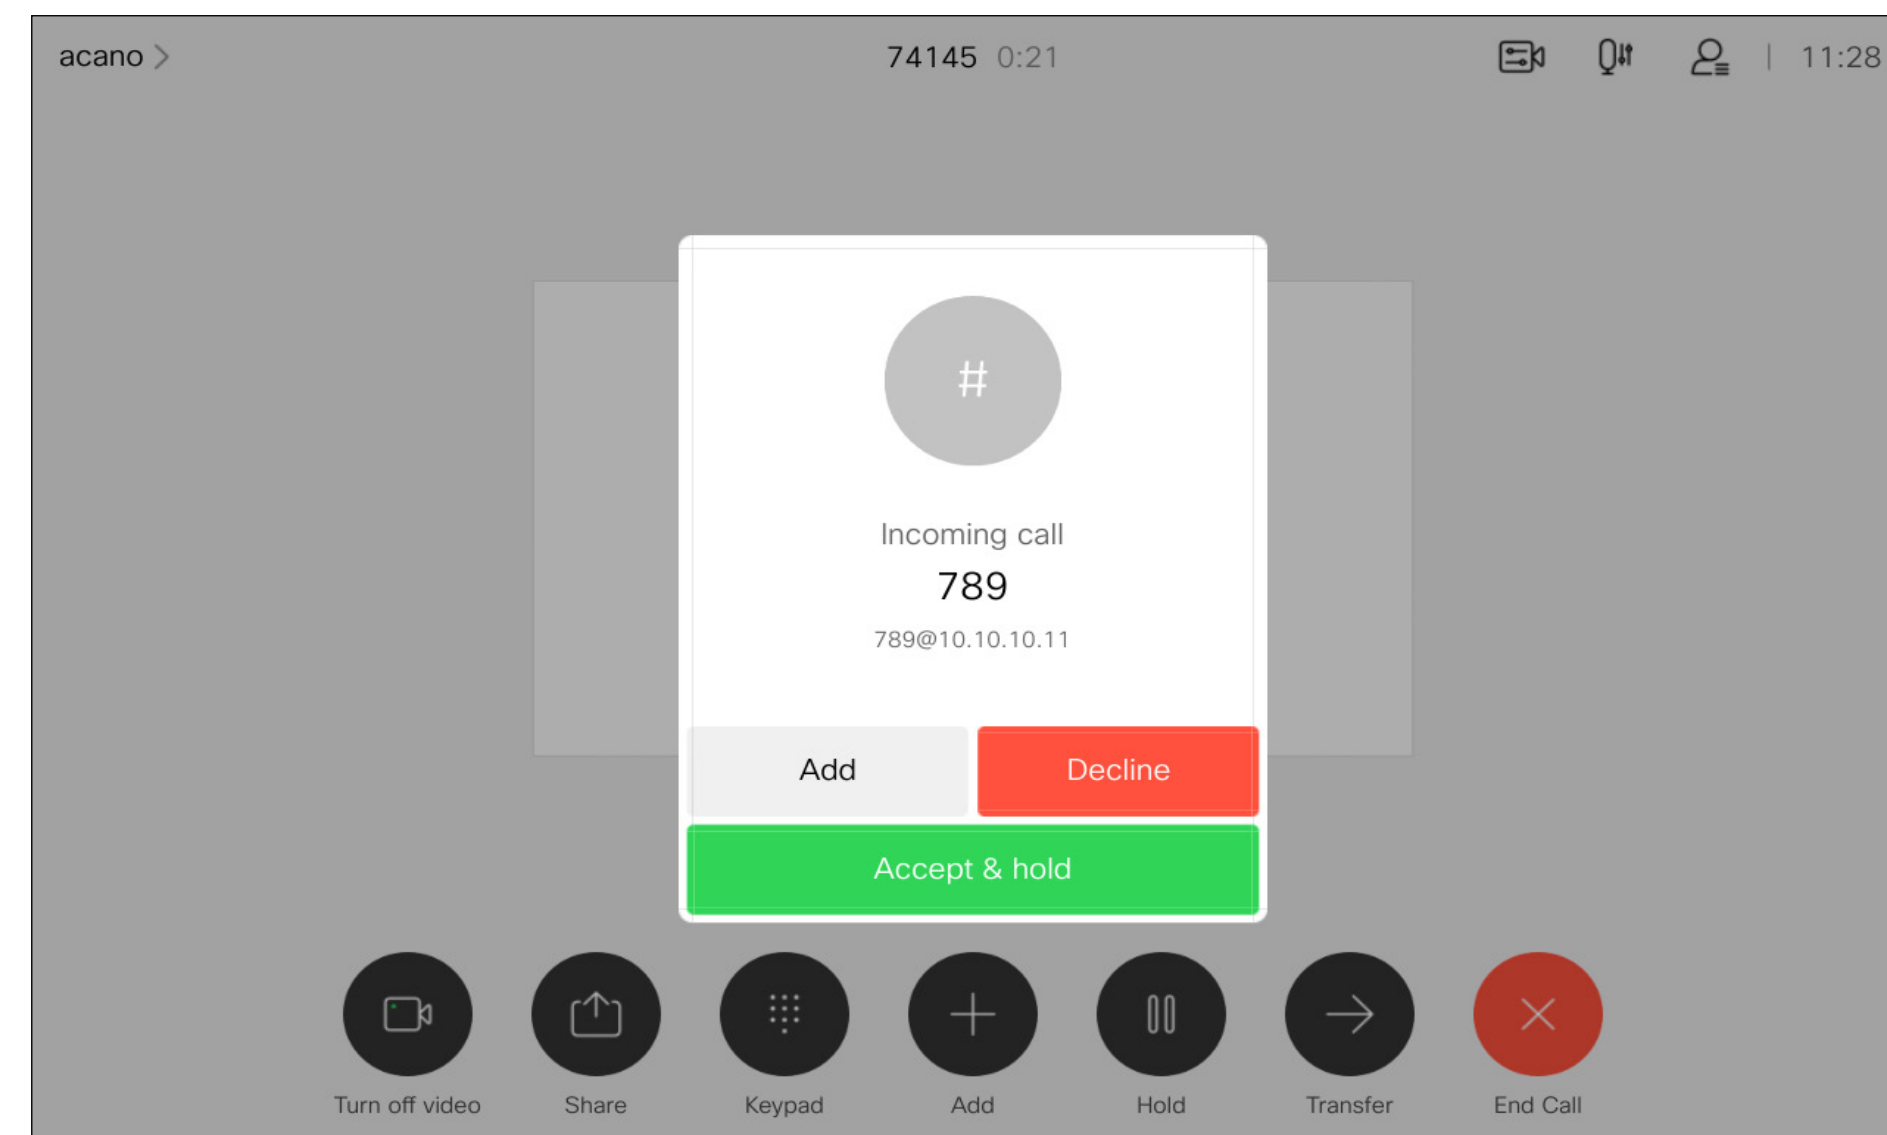 acano
74145 0:21
11:28
#
Incoming call
789
789@10.10.10.11
Add
Decline
Accept & hold
Turn off video
Share
Keypad
Add
Hold
Transfer
End Call